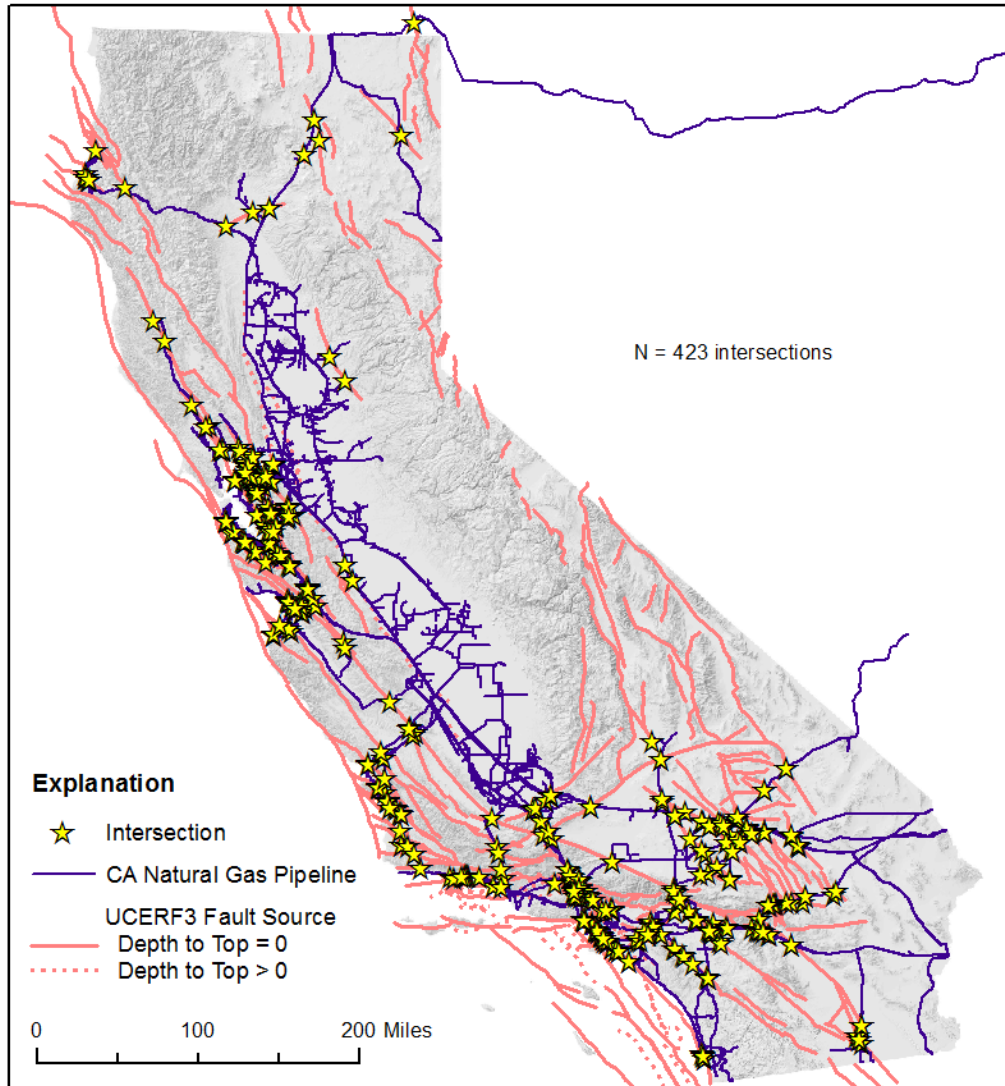 N = 423 intersections
Explanation
Intersection
CA Natural Gas Pipeline
UCERF3 Fault Source
Depth to Top = 0
Depth to Top > 0
0 100 200 Miles